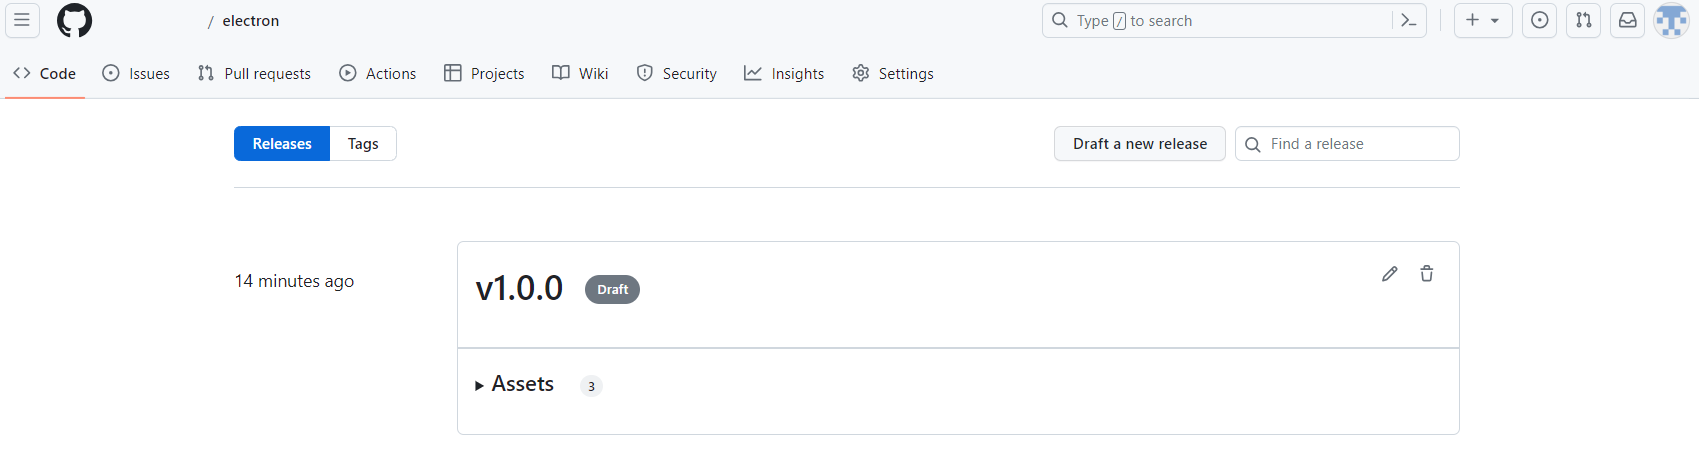 / electron
Type / to search
Code Issues Pull requests Actions Projects Wiki Security Insights Settings
Releases Tags Draft a new release Find a release
14 minutes ago
v1.0.0 Draft
Assets 3